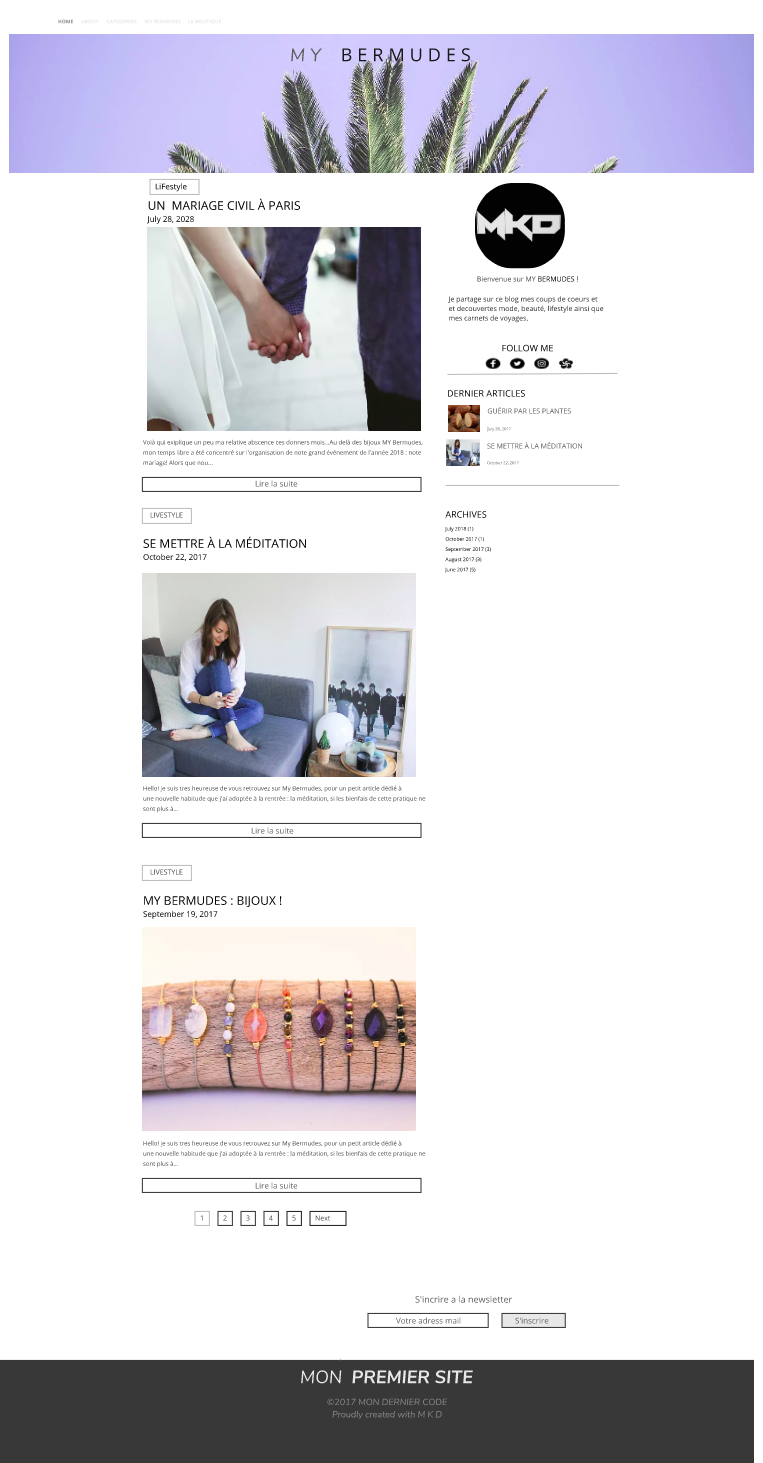 HOME ABOUT CATEGORIES MY BERMUDES LA BOUTIQUE
MY BERMUDES
LiFestyle
UN MARIAGE CIVIL À PARIS
July 28, 2028
Voià qui exiplique un peu ma relative abscence ces donners mois...Au delà des bijoux MY Bermudes,
mon temps libre a été concentré sur l'organisation de note grand événement de l'année 2018 : note
mariage! Alors que nou...
Lire la suite
LIVESTYLE
SE METTRE À LA MÉDITATION
October 22, 2017
Hello! Je suis tres heureuse de vous retrouvez sur My Bermudes, pour un petit article dédié à
une nouvelle habitude que j'ai adoptée à la rentrée : la méditation, si les bienfais de cette pratique ne
sont plus à...
Lire la suite
LIVESTYLE
MY BERMUDES : BIJOUX !
September 19, 2017
Hello! Je suis tres heureuse de vous retrouvez sur My Bermudes, pour un petit article dédié à
une nouvelle habitude que j'ai adoptée à la rentrée : la méditation, si les bienfais de cette pratique ne
sont plus à...
Lire la suite
1 2 3 4 5 Next
MKD
Bienvenue sur MY BERMUDES !
Je partage sur ce blog mes coups de coeurs et
et decouvertes mode, beauté, lifestyle ainsi que
mes carnets de voyages.
FOLLOW ME
DERNIER ARTICLES
GUÉRIR PAR LES PLANTES
July 28, 2017
SE METTRE À LA MÉDITATION
October 22, 2017
ARCHIVES
July 2018 (1)
October 2017 (1)
September 2017 (3)
August 2017 (3)
June 2017 (5)
S'incrire a la newsletter
Votre adress mail
S'inscrire
MON PREMIER SITE
©2017 MON DERNIER CODE
Proudly created with M K D